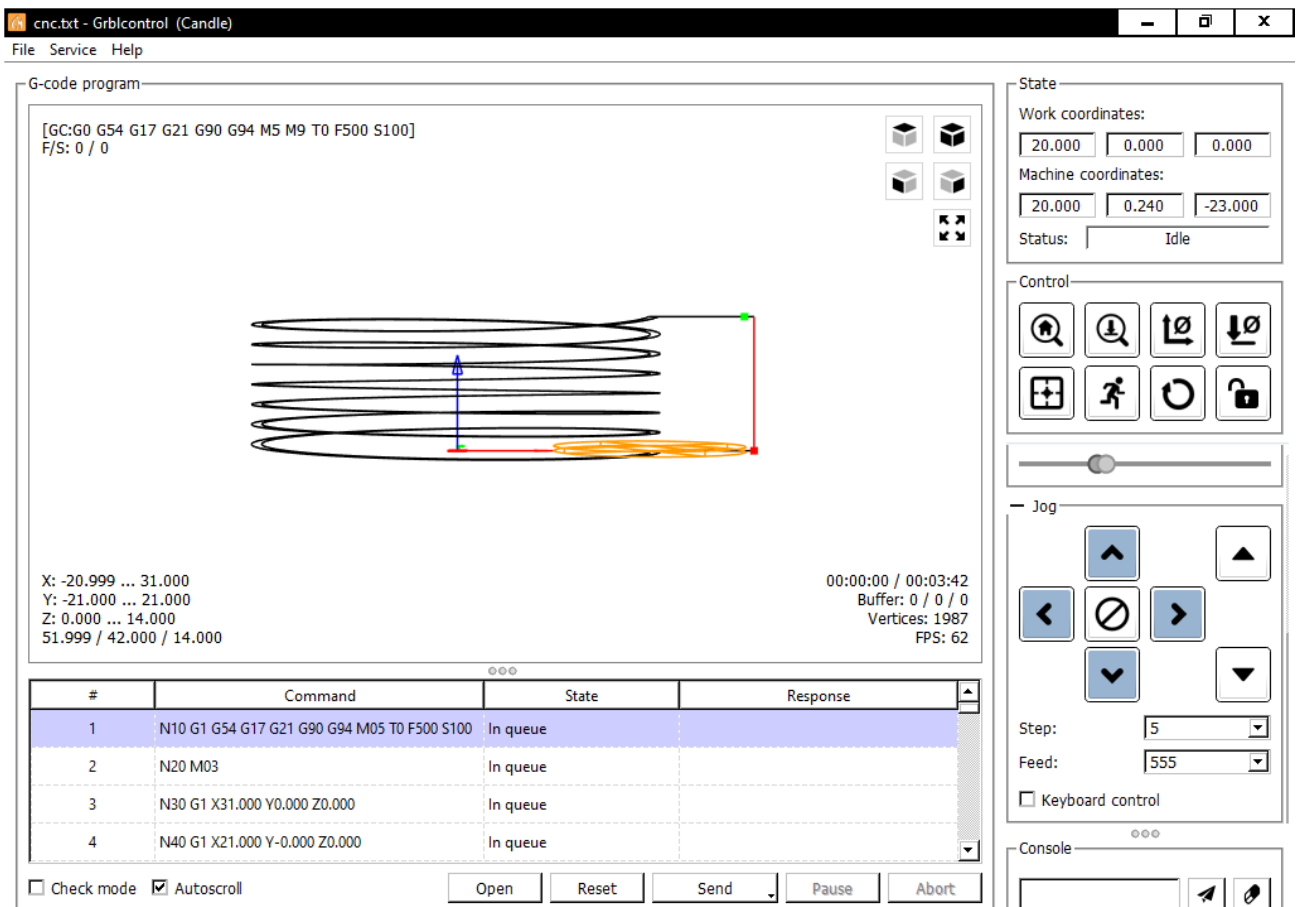 cnc.txt - Grblcontrol (Candle)
File Service Help
G-code program
[GC:G0 G54 G17 G21 G90 G94 M5 M9 T0 F500 S100]
F/S: 0 / 0
X: -20.999 ... 31.000
Y: -21.000 ... 21.000
Z: 0.000 ... 14.000
51.999 / 42.000 / 14.000
00:00:00 / 00:03:42
Buffer: 0 / 0 / 0
Vertices: 1987
FPS: 62
# Command State Response
1 N10 G1 G54 G17 G21 G90 G94 M05 T0 F500 S100 In queue
2 N20 M03 In queue
3 N30 G1 X31.000 Y0.000 Z0.000 In queue
4 N40 G1 X21.000 Y-0.000 Z0.000 In queue
Check mode Autoscroll Open Reset Send Pause Abort
State
Work coordinates:
20.000 0.000 0.000
Machine coordinates:
20.000 0.240 -23.000
Status: Idle
Control
Jog
Step: 5
Feed: 555
Keyboard control
Console